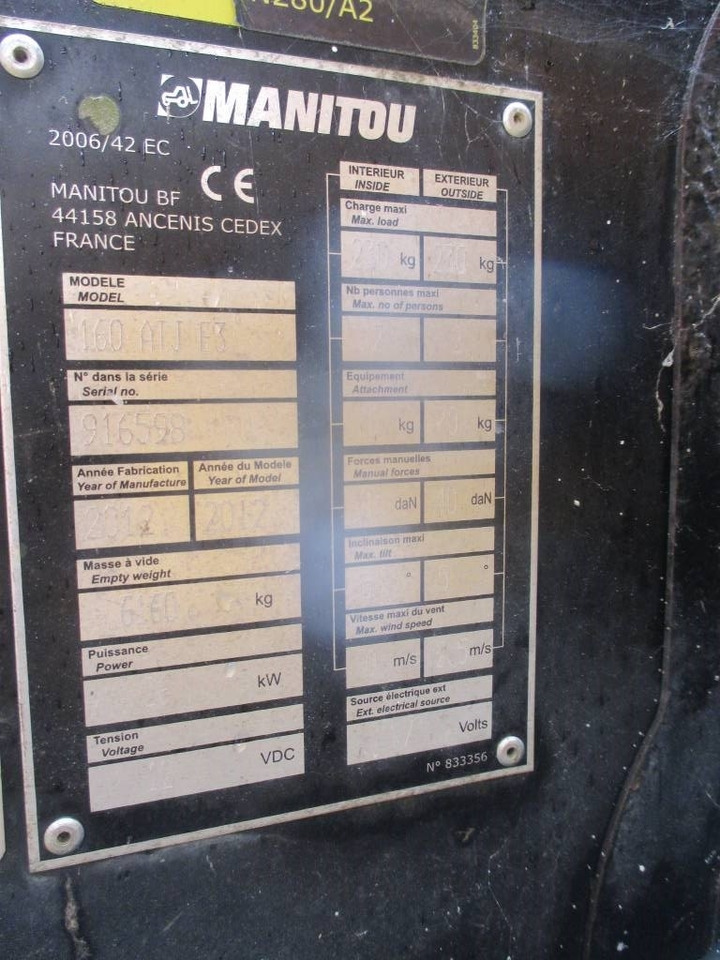 N280/A2
833404
MANITOU
2006/42 EC
CE
MANITOU BF
44158 ANCENIS CEDEX
FRANCE
MODELE
MODEL
160 ATJ E3
N° dans la série
Serial no.
916598
Année Fabrication
Year of Manufacture
Année du Modele
Year of Model
2012
2012
Masse à vide
Empty weight
kg
Puissance
Power
kW
Tension
Voltage
VDC
INTERIEUR
INSIDE
EXTERIEUR
OUTSIDE
Charge maxi
Max. load
kg
kg
Nb personnes maxi
Max. no of persons
Equipement
Attachment
kg
kg
Forces manuelles
Manual forces
daN
daN
Inclinaison maxi
Max. tilt
°
°
Vitesse maxi du vent
Max. wind speed
m/s
m/s
Source électrique ext
Ext. electrical source
Volts
N° 833356